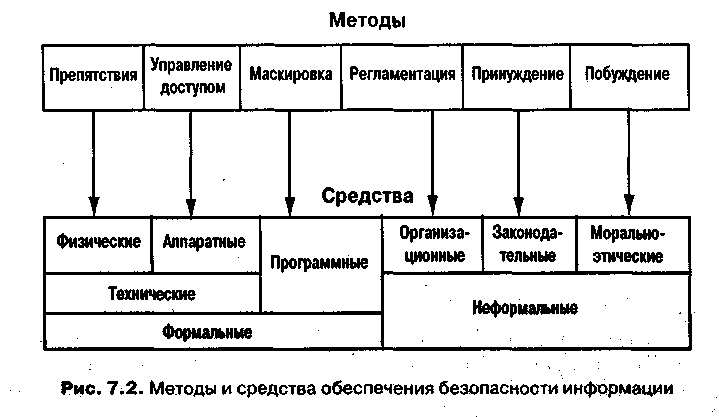 Методы
Препятствия
Управление
доступом
Маскировка
Регламентация
Принуждение
Побуждение
Средства
Физические
Аппаратные
Программные
Организа-
ционные
Законода-
тельные
Морально-
этические
Технические
Неформальные
Формальные
Рис. 7.2. Методы и средства обеспечения безопасности информации